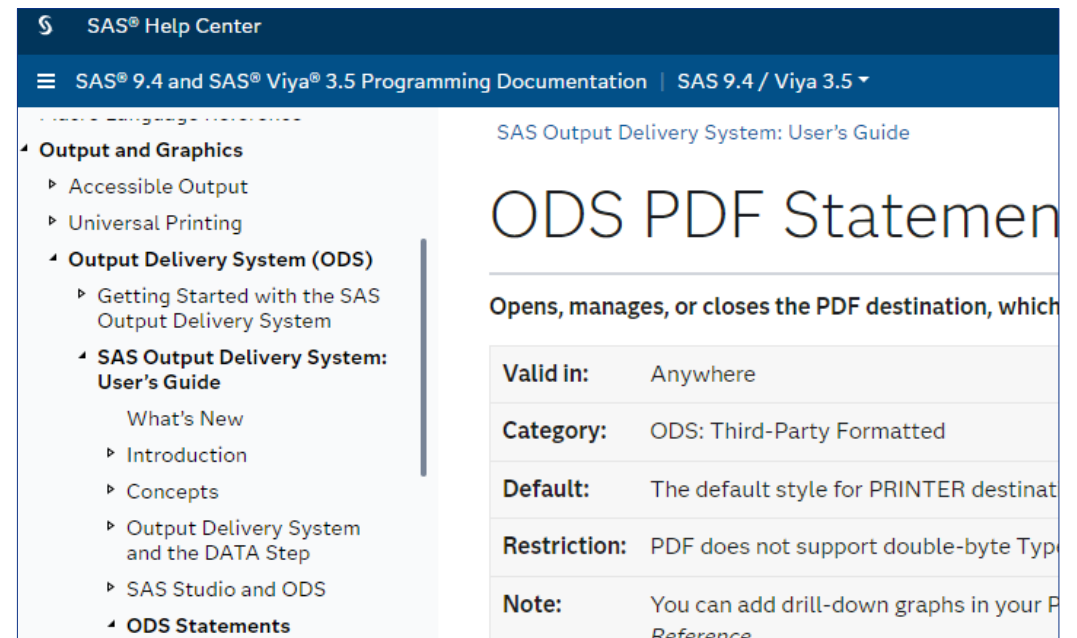 SAS® Help Center
SAS® 9.4 and SAS® Viya® 3.5 Programming Documentation | SAS 9.4 / Viya 3.5
Output and Graphics
Accessible Output
Universal Printing
Output Delivery System (ODS)
Getting Started with the SAS
Output Delivery System
SAS Output Delivery System:
User's Guide
What's New
Introduction
Concepts
Output Delivery System
and the DATA Step
SAS Studio and ODS
ODS Statements
SAS Output Delivery System: User's Guide
ODS PDF Statemen
Opens, manages, or closes the PDF destination, which
Valid in: Anywhere
Category: ODS: Third-Party Formatted
Default: The default style for PRINTER destinat
Restriction: PDF does not support double-byte Typ
Note: You can add drill-down graphs in your P
Reference